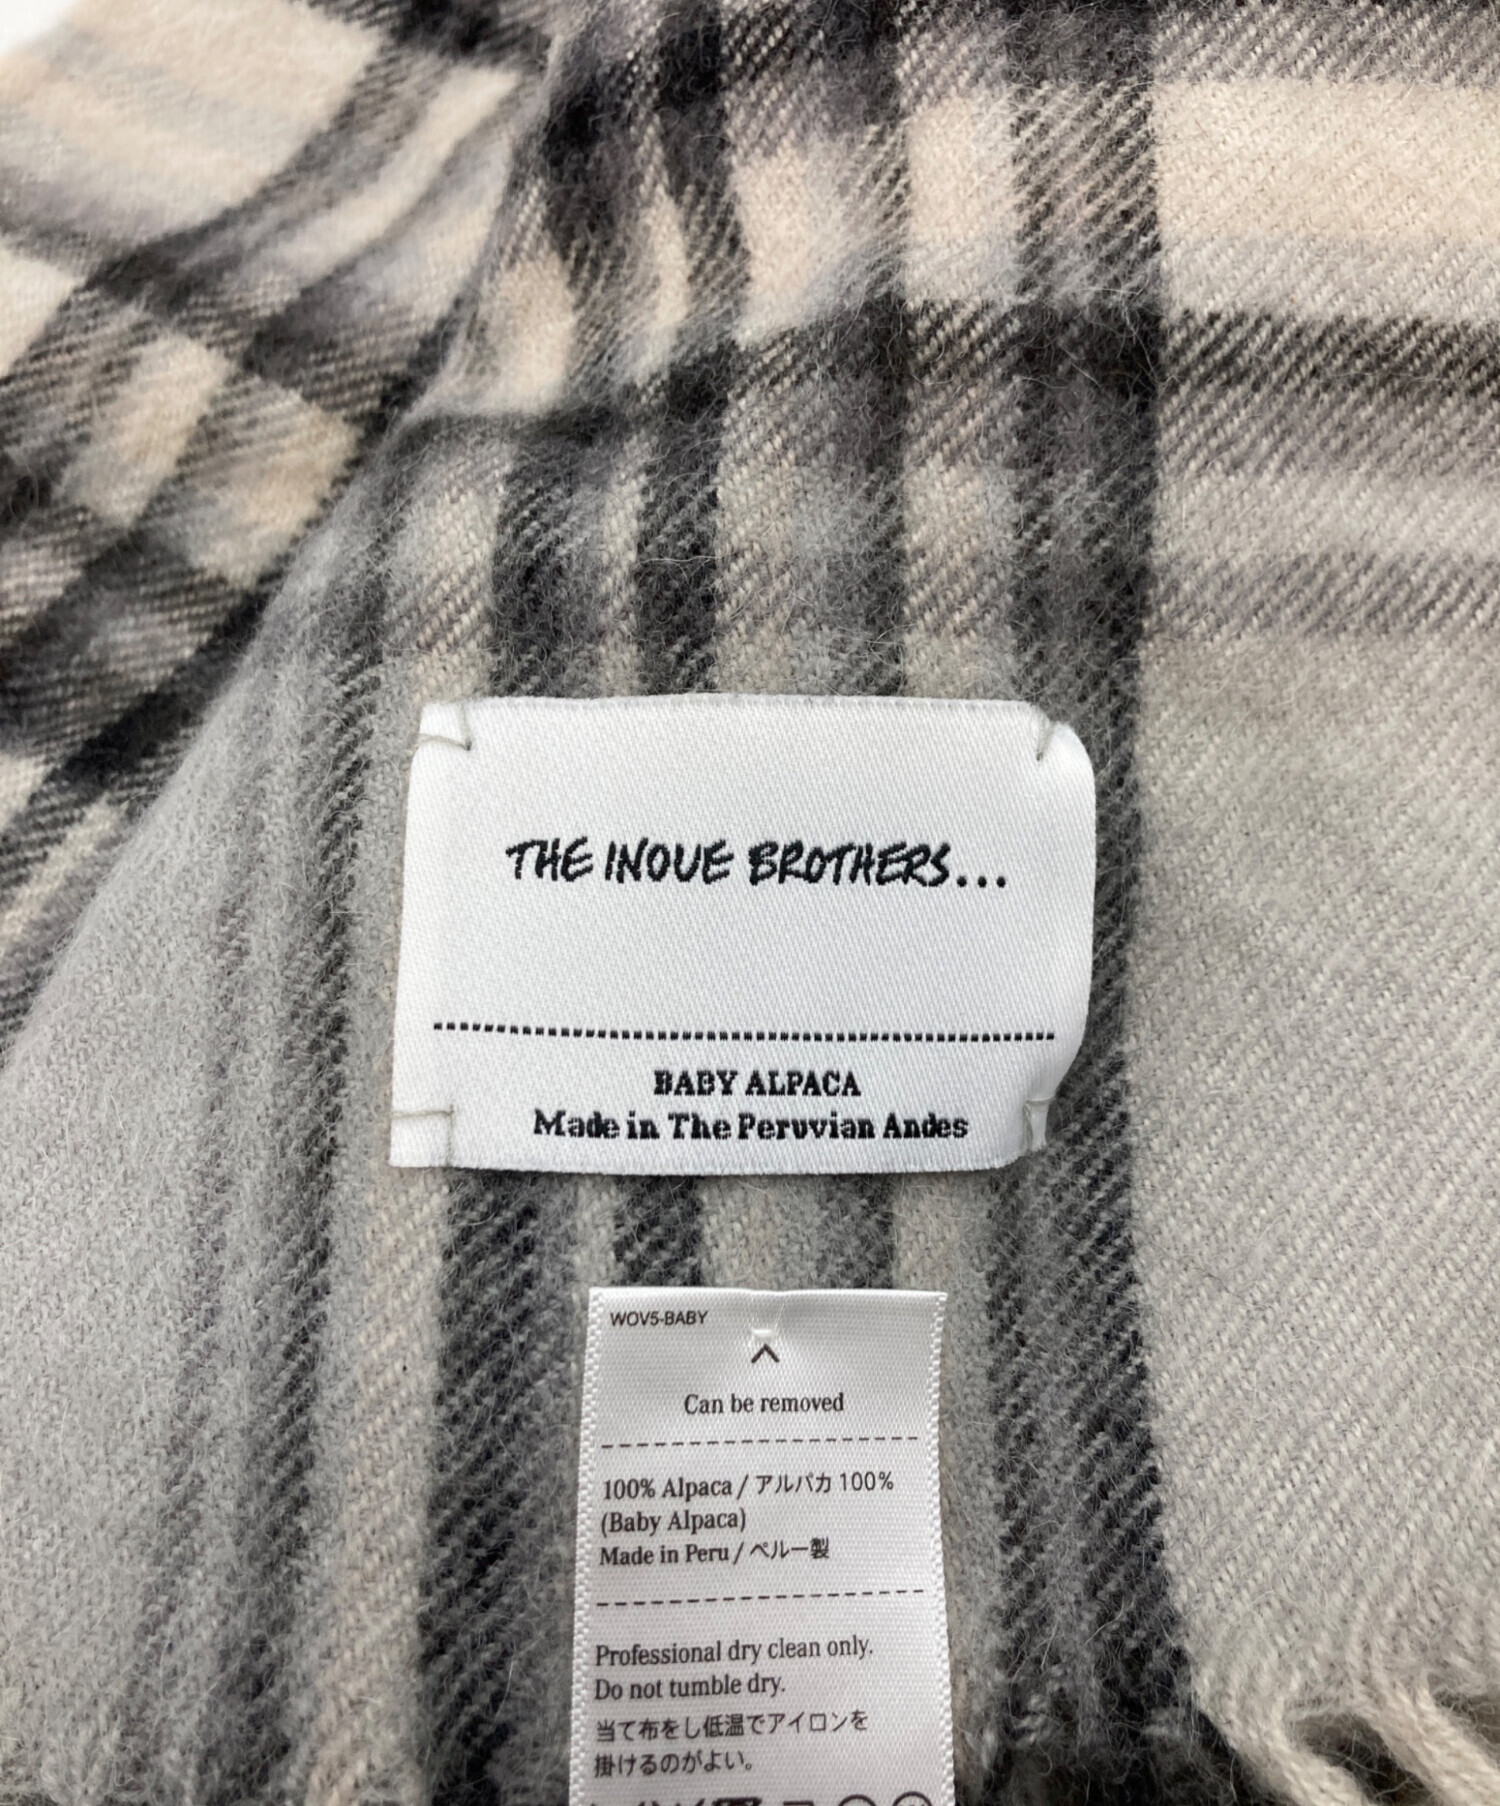 THE INOUE BROTHERS...
BABY ALPACA
Made in The Peruvian Andes
WOV5-BABY
Can be removed
100% Alpaca / アルパカ 100%
(Baby Alpaca)
Made in Peru / ペルー製
Professional dry clean only.
Do not tumble dry.
当て布をし低温でアイロンを
掛けるのがよい。